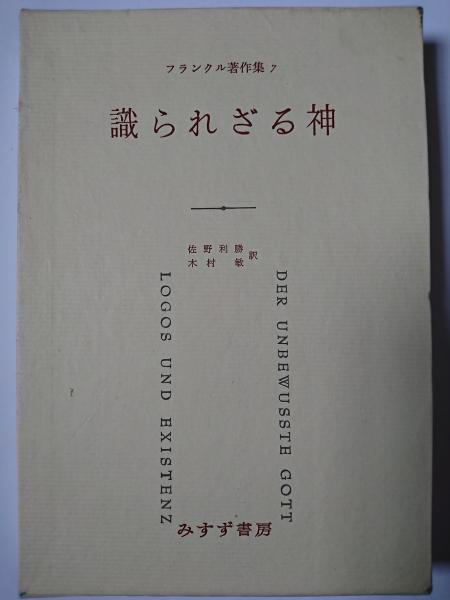 フランクル著作集 7
識られざる神
佐野利勝
木村敏
訳
DER UNBEWUSSTE GOTT
LOGOS UND EXISTENZ
みすず書房